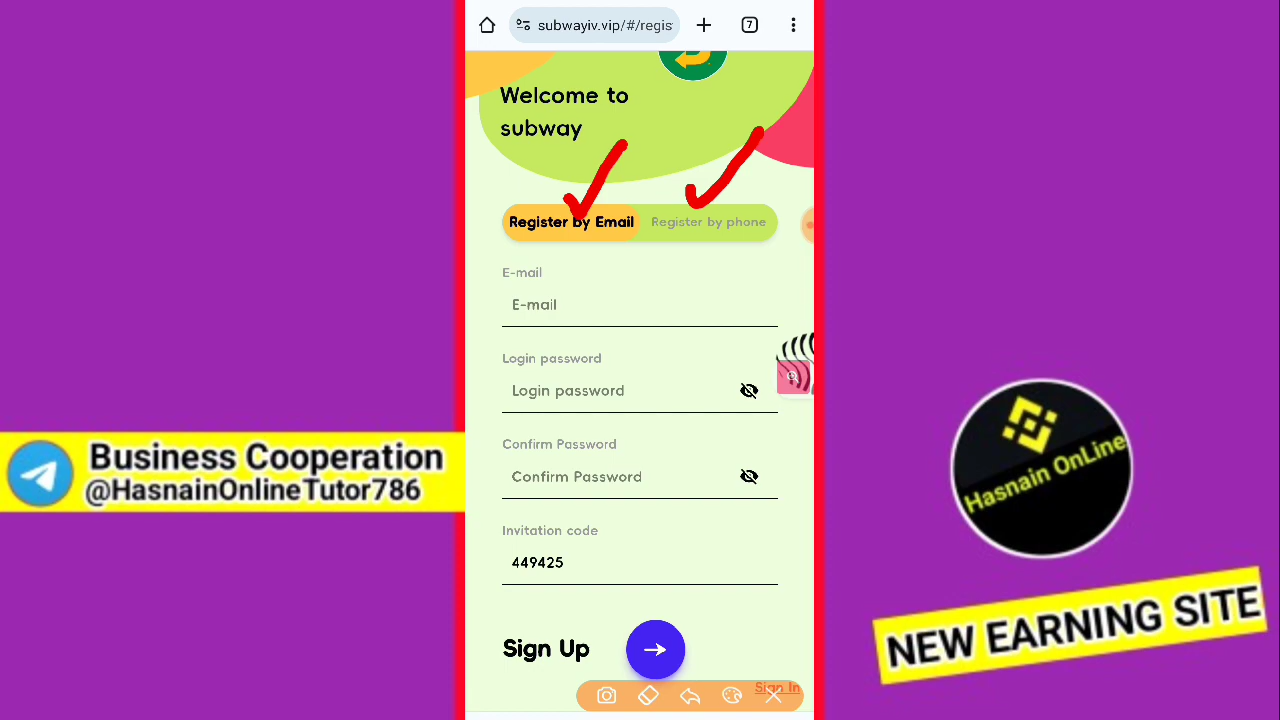 7
subwayiv.vip/#/regis
Welcome to
subway
Register by Email
Register by phone
E-mail
E-mail
Login password
Login password
Confirm Password
Confirm Password
Invitation code
449425
Sign Up
Sign In
Business Cooperation
@HasnainOnlineTutor786
Hasnain OnLine
NEW EARNING SITE